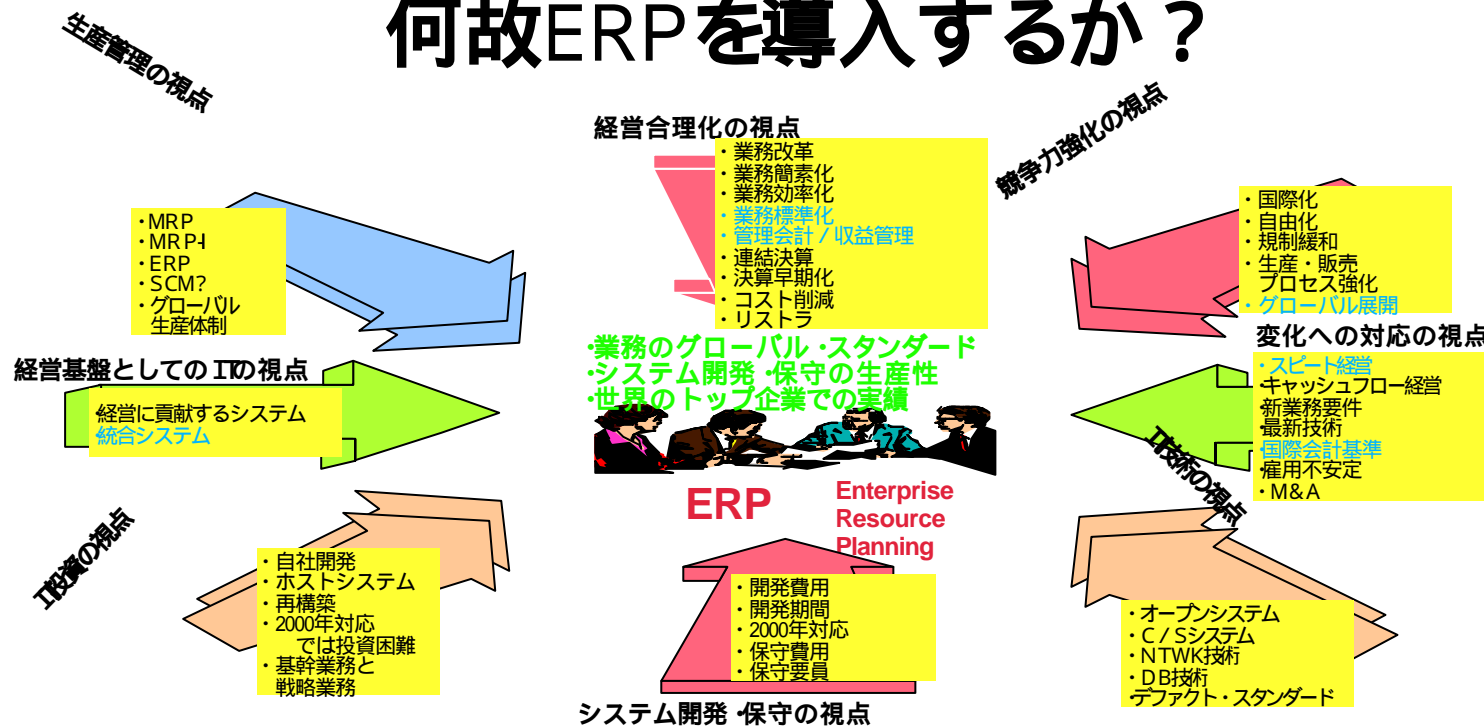 何故ERPを導入するか？
生産管理の視点
・MRP
・MRP-I
・ERP
・SCM?
・グローバル
生産体制
経営合理化の視点
・業務改革
・業務簡素化
・業務効率化
・業務標準化
・管理会計／収益管理
・連結決算
・決算早期化
・コスト削減
・リストラ
競争力強化の視点
・国際化
・自由化
・規制緩和
・生産・販売
プロセス強化
・グローバル展開
経営基盤としてのITの視点
・経営に貢献するシステム
・統合システム
・業務のグローバル・スタンダード
・システム開発・保守の生産性
・世界のトップ企業での実績
変化への対応の視点
・スピート経営
・キャッシュフロー経営
・新業務要件
・最新技術
・国際会計基準
・雇用不安定
・M&A
ERP
Enterprise
Resource
Planning
IT投資の視点
・自社開発
・ホストシステム
・再構築
・2000年対応
では投資困難
・基幹業務と
戦略業務
・開発費用
・開発期間
・2000年対応
・保守費用
・保守要員
システム開発・保守の視点
IT技術の視点
・オープンシステム
・C／Sシステム
・NTWK技術
・DB技術
・デファクト・スタンダード